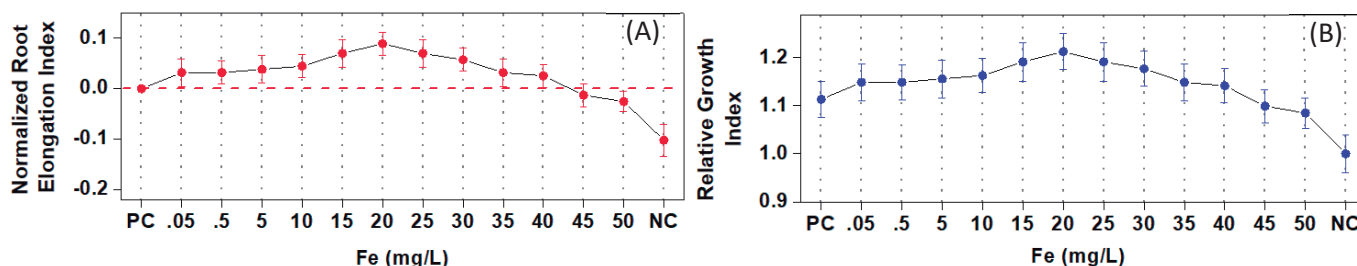 Normalized Root
Elongation Index
(A)
0.1
0.0
-0.1
-0.2
PC .05 .5 5 10 15 20 25 30 35 40 45 50 NC
Fe (mg/L)
Relative Growth
Index
(B)
1.2
1.1
1.0
0.9
PC .05 .5 5 10 15 20 25 30 35 40 45 50 NC
Fe (mg/L)